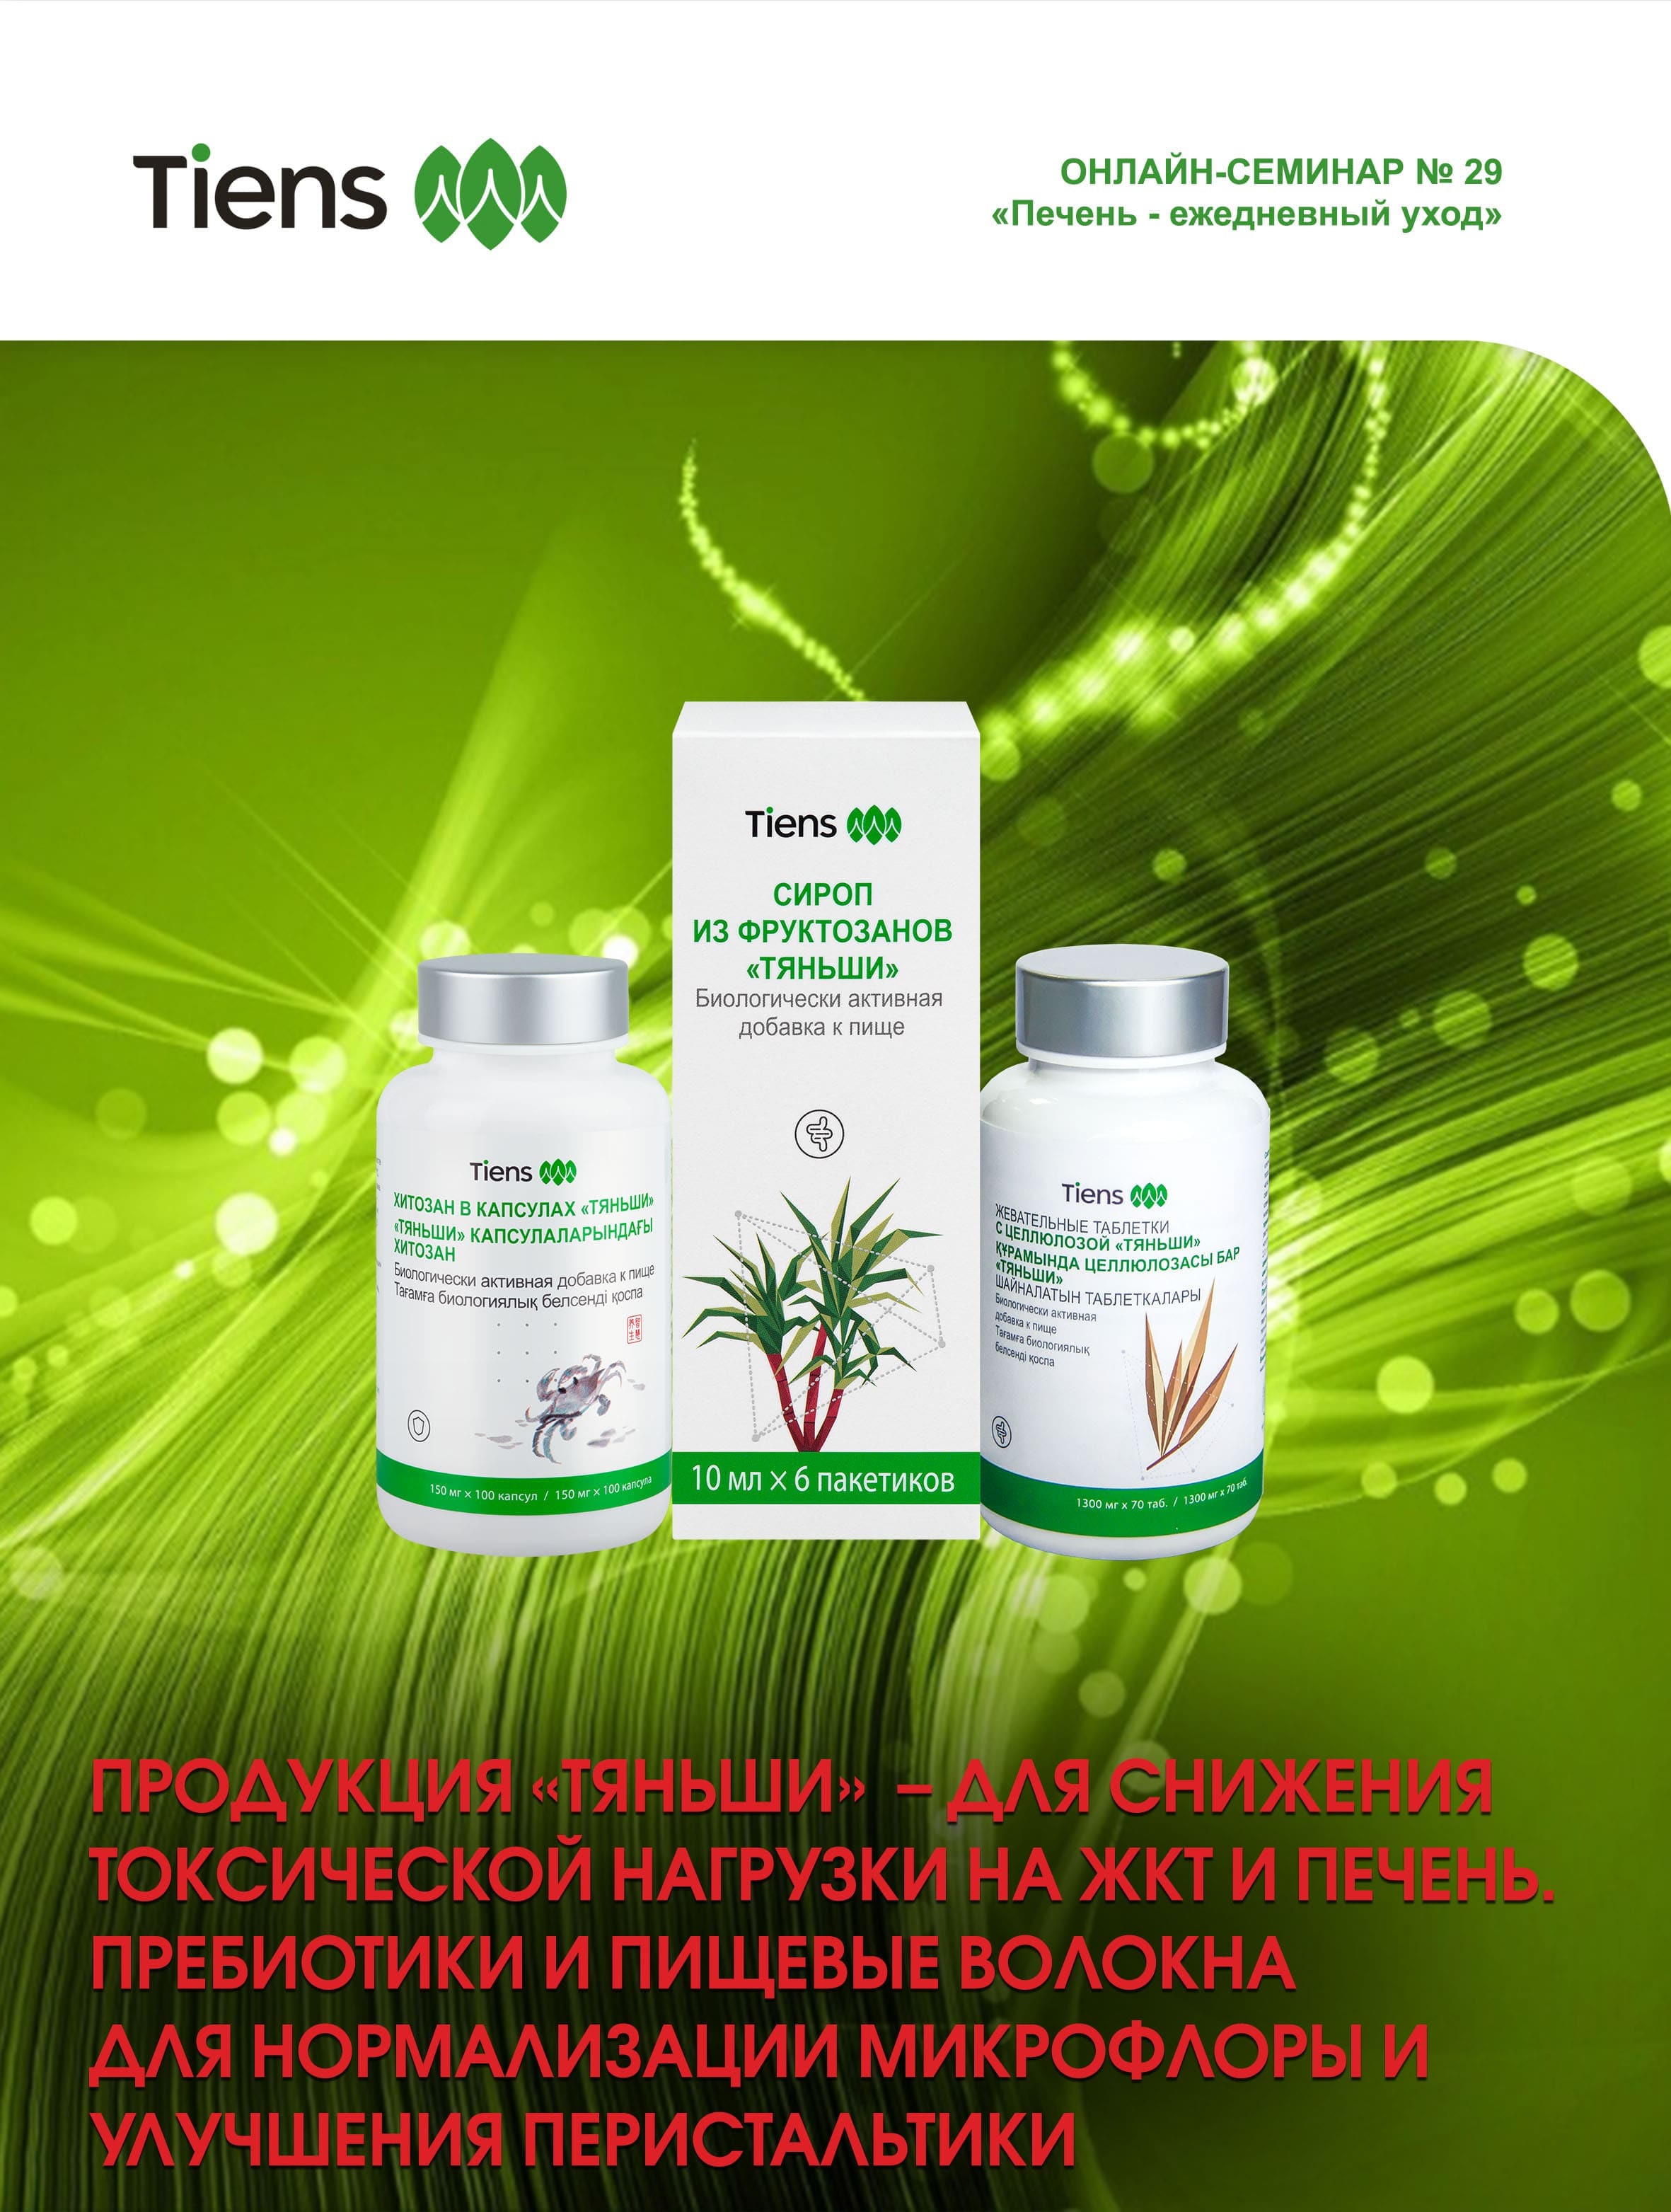 Tiens
ОНЛАЙН-СЕМИНАР № 29
«Печень - ежедневный уход»
Tiens
СИРОП
ИЗ ФРУКТОЗАНОВ
«ТЯНЬШИ»
Биологически активная
добавка к пище
10 мл × 6 пакетиков
Tiens
ХИТОЗАН В КАПСУЛАХ «ТЯНЬШИ»
«ТЯНЬШИ» КАПСУЛАЛАРЫНДАҒЫ
ХИТОЗАН
Биологически активная добавка к пище
Тағамға биологиялық белсенді қоспа
150 мг × 100 капсул / 150 мг × 100 капсула
Tiens
ЖЕВАТЕЛЬНЫЕ ТАБЛЕТКИ
С ЦЕЛЛЮЛОЗОЙ «ТЯНЬШИ»
ҚҰРАМЫНДА ЦЕЛЛЮЛОЗАСЫ БАР
«ТЯНЬШИ»
ШАЙНАЛАТЫН ТАБЛЕТКАЛАРЫ
Биологически активная
добавка к пище
Тағамға биологиялық
белсенді қоспа
1300 мг х 70 таб. / 1300 мг х 70 таб.
ПРОДУКЦИЯ «ТЯНЬШИ» – ДЛЯ СНИЖЕНИЯ
ТОКСИЧЕСКОЙ НАГРУЗКИ НА ЖКТ И ПЕЧЕНЬ.
ПРЕБИОТИКИ И ПИЩЕВЫЕ ВОЛОКНА
ДЛЯ НОРМАЛИЗАЦИИ МИКРОФЛОРЫ И
УЛУЧШЕНИЯ ПЕРИСТАЛЬТИКИ